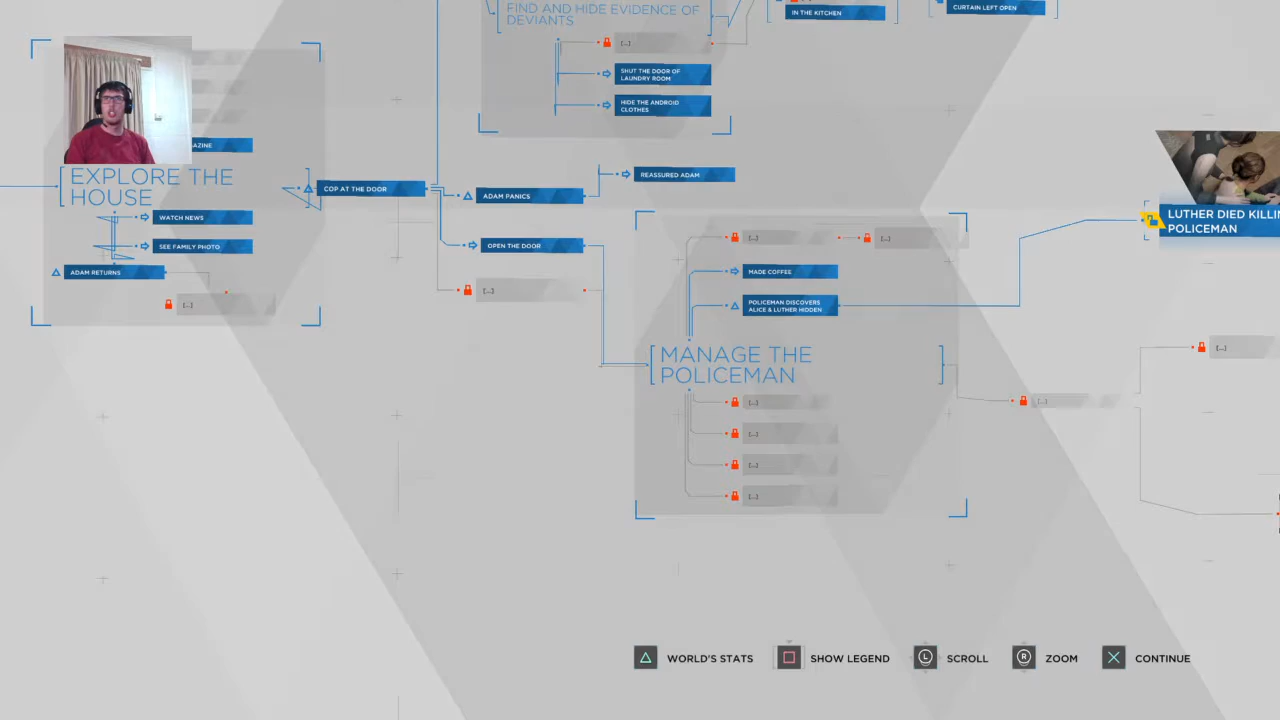 FIND AND HIDE EVIDENCE OF
DEVIANTS
IN THE KITCHEN
CURTAIN LEFT OPEN
[...]
SHUT THE DOOR OF
LAUNDRY ROOM
HIDE THE ANDROID
CLOTHES
AZINE
EXPLORE THE
HOUSE
WATCH NEWS
SEE FAMILY PHOTO
ADAM RETURNS
[...]
COP AT THE DOOR
ADAM PANICS
REASSURED ADAM
OPEN THE DOOR
[...]
[...]
[...]
MADE COFFEE
POLICEMAN DISCOVERS
ALICE & LUTHER HIDDEN
MANAGE THE
POLICEMAN
[...]
[...]
[...]
[...]
[...]
[...]
LUTHER DIED KILLIN
POLICEMAN
WORLD'S STATS
SHOW LEGEND
L
SCROLL
R
ZOOM
CONTINUE